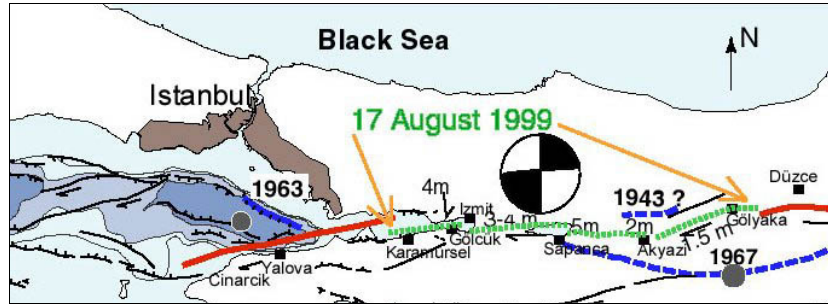 Black Sea
N
Istanbul
17 August 1999
Düzce
1963
4m
Izmit
1943 ?
3-4 m
5m
2m
1.5 m
Gölyaka
Gölcük
Karamürsel
Sapanca
Akyazi
Yalova
1967
Cinarcik